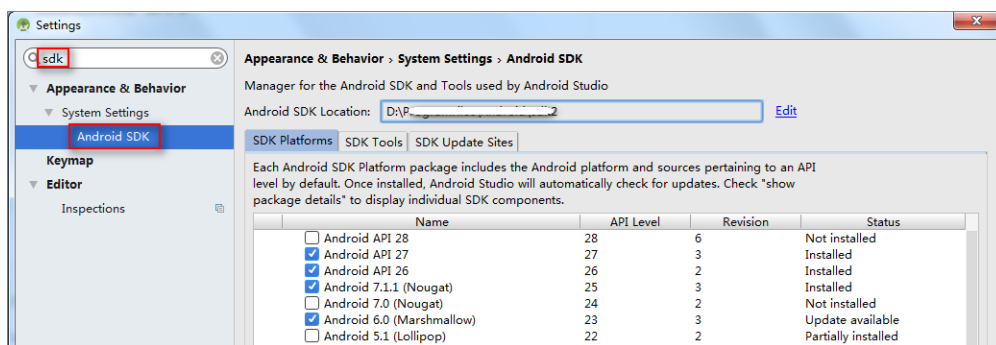 Settings
sdk
Appearance & Behavior
System Settings
Android SDK
Keymap
Editor
Inspections
Appearance & Behavior › System Settings › Android SDK
Manager for the Android SDK and Tools used by Android Studio
Android SDK Location: Edit
SDK Platforms SDK Tools SDK Update Sites
Each Android SDK Platform package includes the Android platform and sources pertaining to an API
level by default. Once installed, Android Studio will automatically check for updates. Check "show
package details" to display individual SDK components.
Name API Level Revision Status
Android API 28 28 6 Not installed
Android API 27 27 3 Installed
Android API 26 26 2 Installed
Android 7.1.1 (Nougat) 25 3 Installed
Android 7.0 (Nougat) 24 2 Not installed
Android 6.0 (Marshmallow) 23 3 Update available
Android 5.1 (Lollipop) 22 2 Partially installed